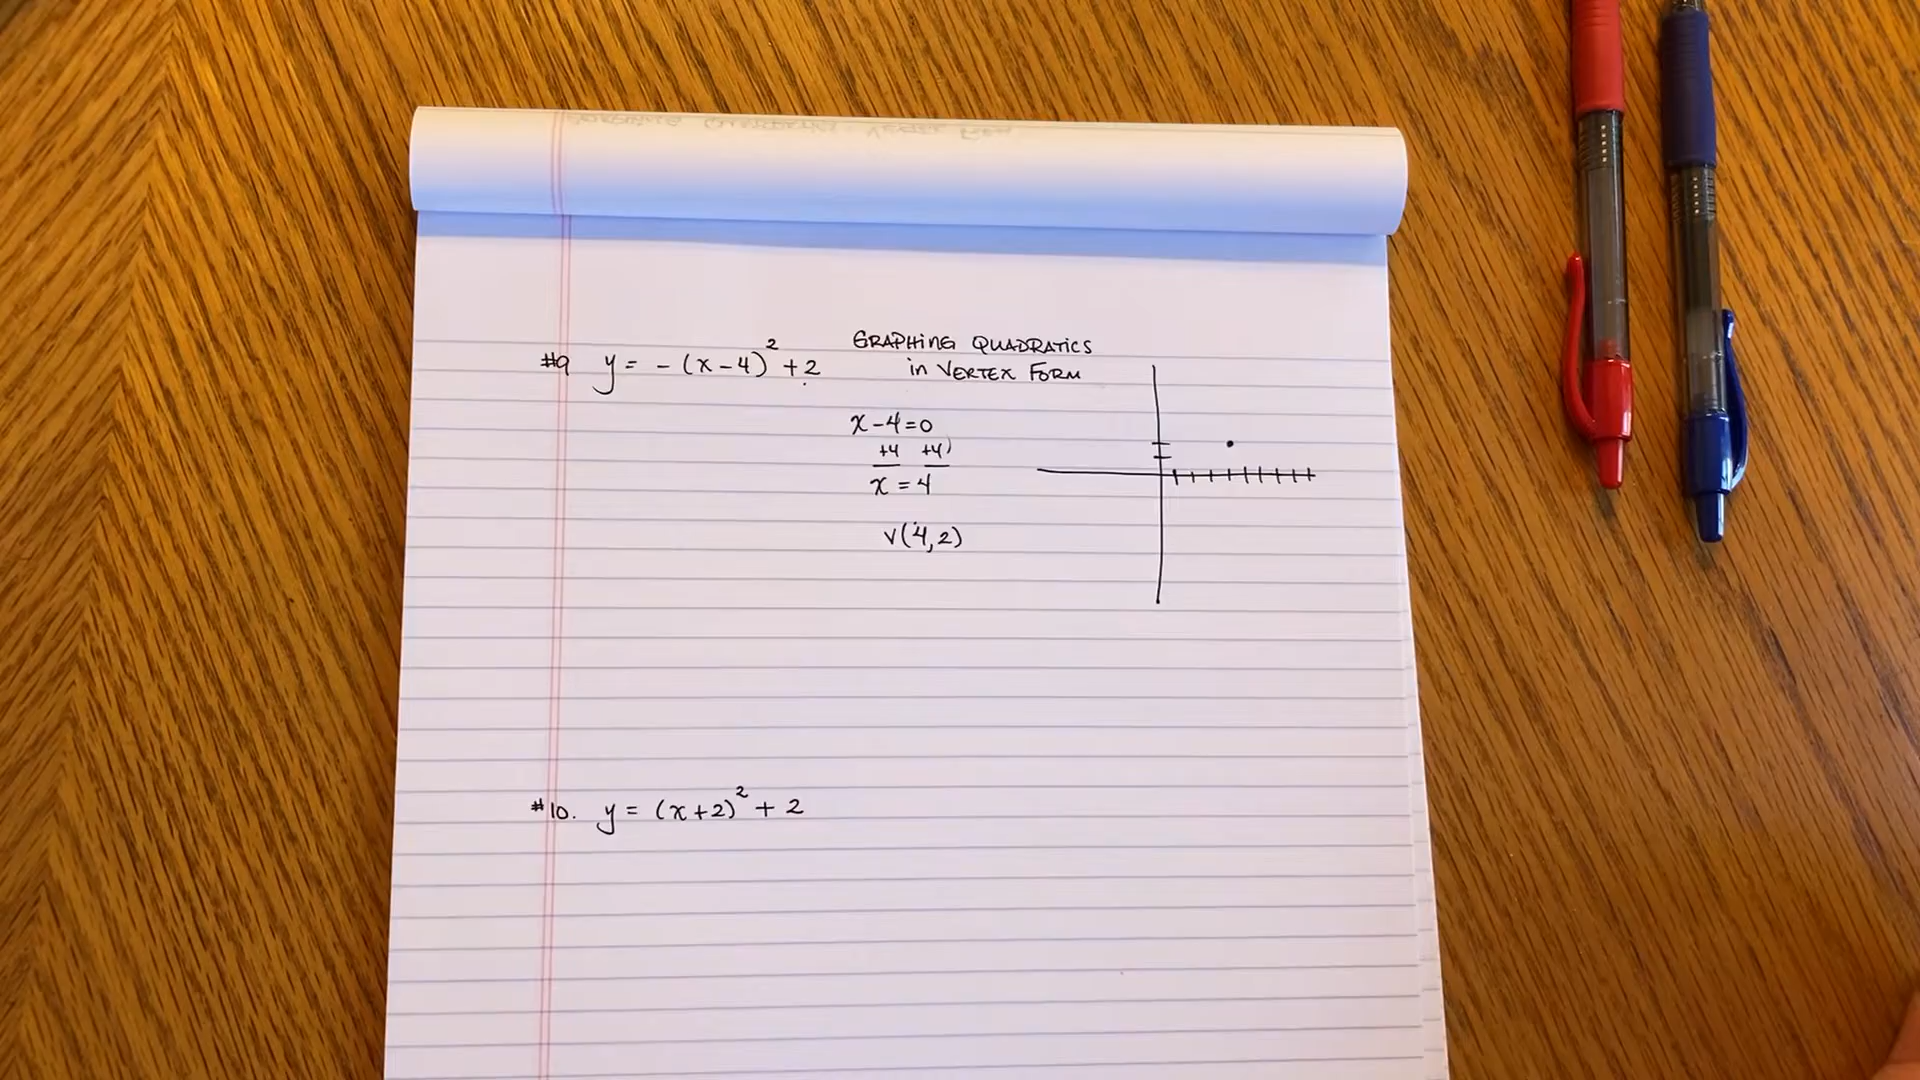 GRAPHING QUADRATICS
in VERTEX FORM
#9 y = -(x-4)² +2
x-4=0
+4 +4
x = 4
V(4,2)
#10. y = (x+2)² + 2